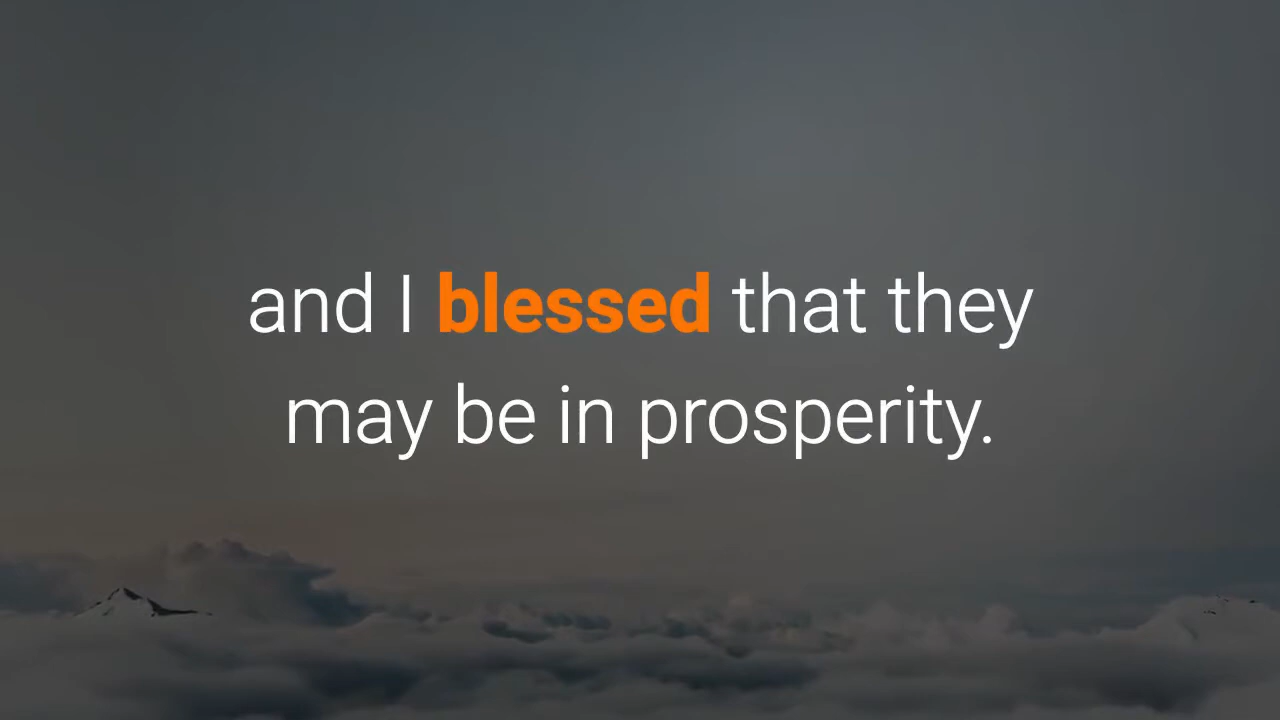 and I blessed that they
may be in prosperity.